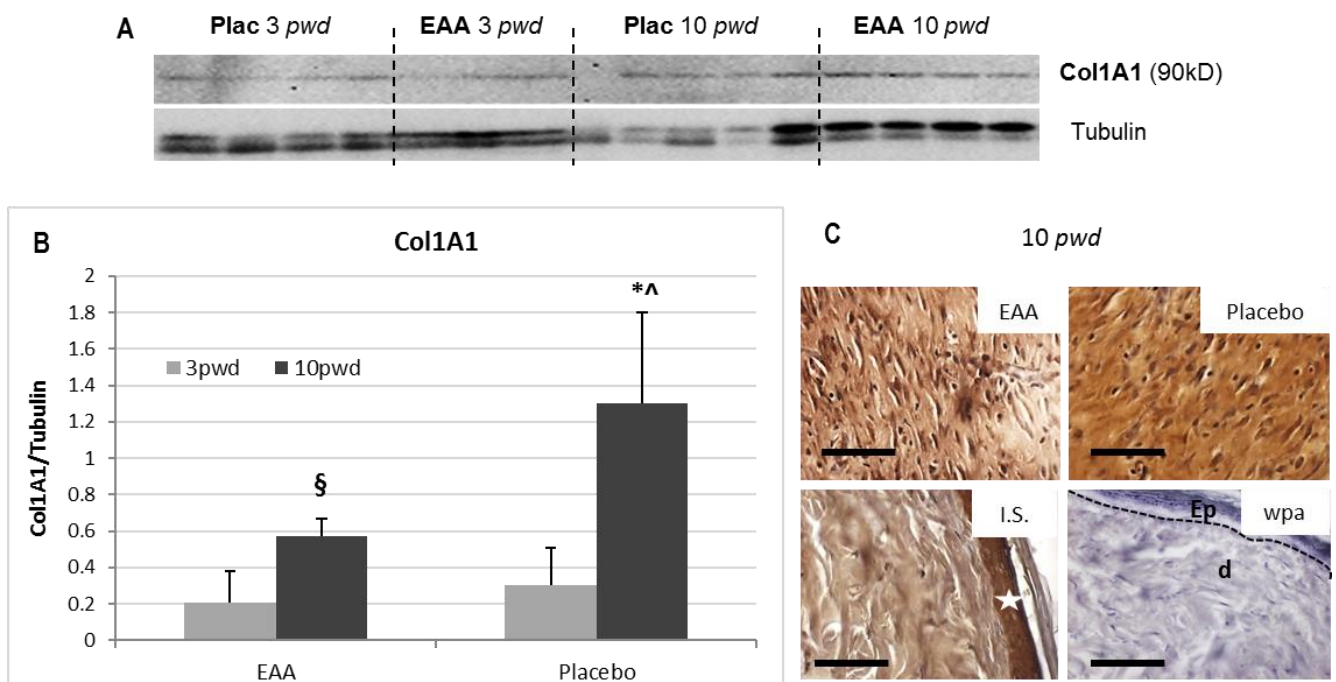 A
Plac 3 pwd EAA 3 pwd Plac 10 pwd EAA 10 pwd
Col1A1 (90kD)
Tubulin
B
Col1A1
2
1.8
1.6
1.4
1.2
1
0.8
0.6
0.4
0.2
0
Col1A1/Tubulin
3pwd 10pwd
§
*^
EAA Placebo
C
10 pwd
EAA
Placebo
I.S.
Ep wpa
d